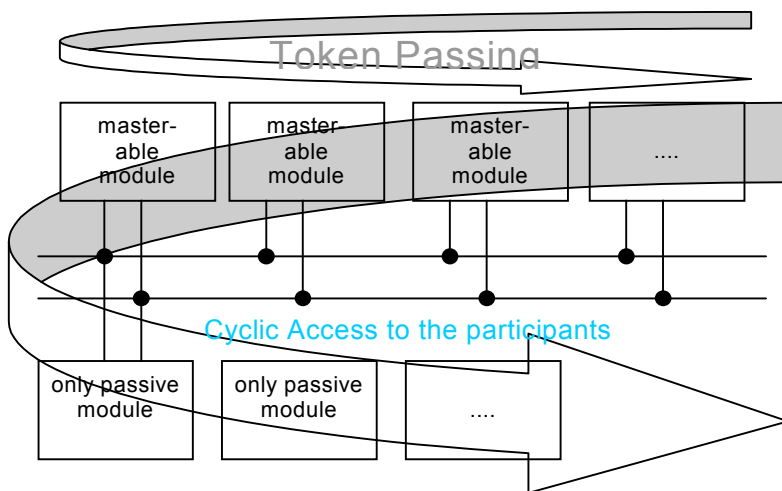 Token Passing
master-
able
module
master-
able
module
master-
able
module
....
Cyclic Access to the participants
only passive
module
only passive
module
....